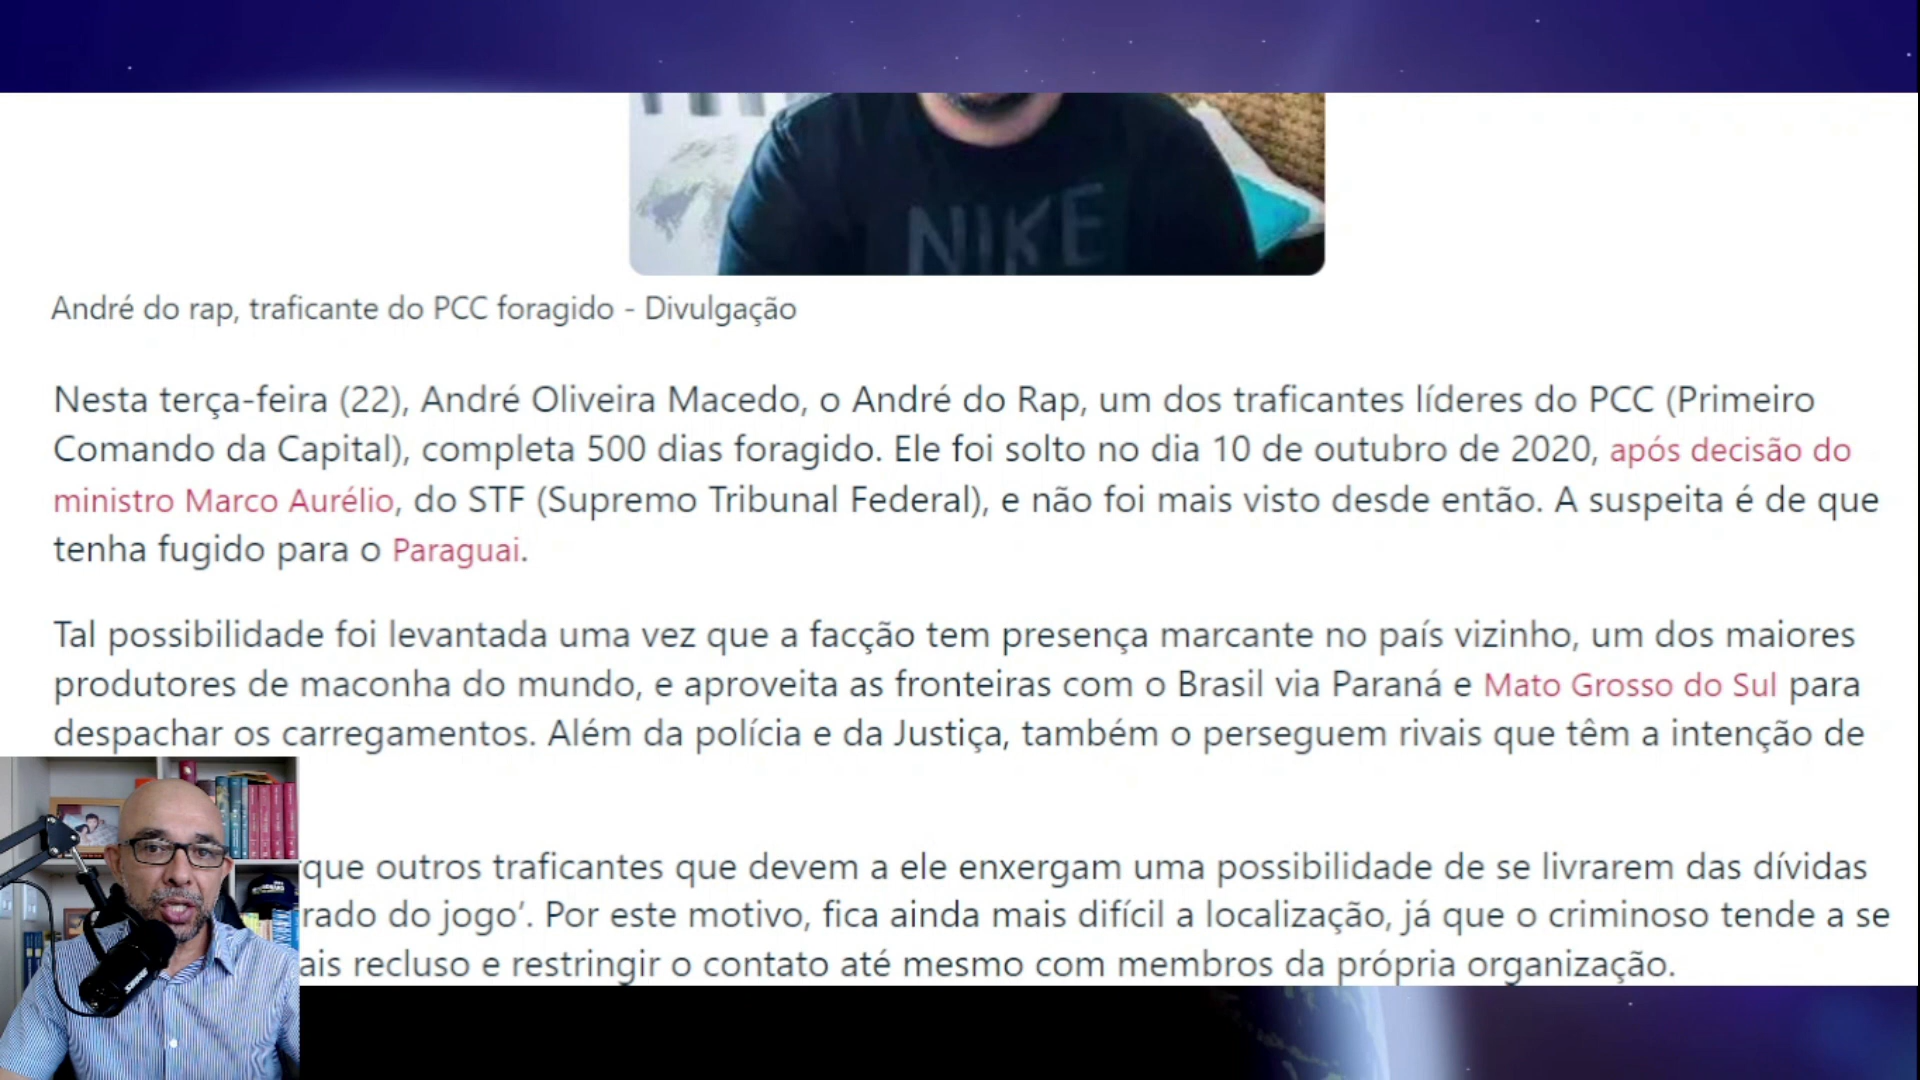 NIKE
André do rap, traficante do PCC foragido - Divulgação
Nesta terça-feira (22), André Oliveira Macedo, o André do Rap, um dos traficantes líderes do PCC (Primeiro
Comando da Capital), completa 500 dias foragido. Ele foi solto no dia 10 de outubro de 2020, após decisão do
ministro Marco Aurélio, do STF (Supremo Tribunal Federal), e não foi mais visto desde então. A suspeita é de que
tenha fugido para o Paraguai.
Tal possibilidade foi levantada uma vez que a facção tem presença marcante no país vizinho, um dos maiores
produtores de maconha do mundo, e aproveita as fronteiras com o Brasil via Paraná e Mato Grosso do Sul para
despachar os carregamentos. Além da polícia e da Justiça, também o perseguem rivais que têm a intenção de
que outros traficantes que devem a ele enxergam uma possibilidade de se livrarem das dívidas
rado do jogo’. Por este motivo, fica ainda mais difícil a localização, já que o criminoso tende a se
ais recluso e restringir o contato até mesmo com membros da própria organização.